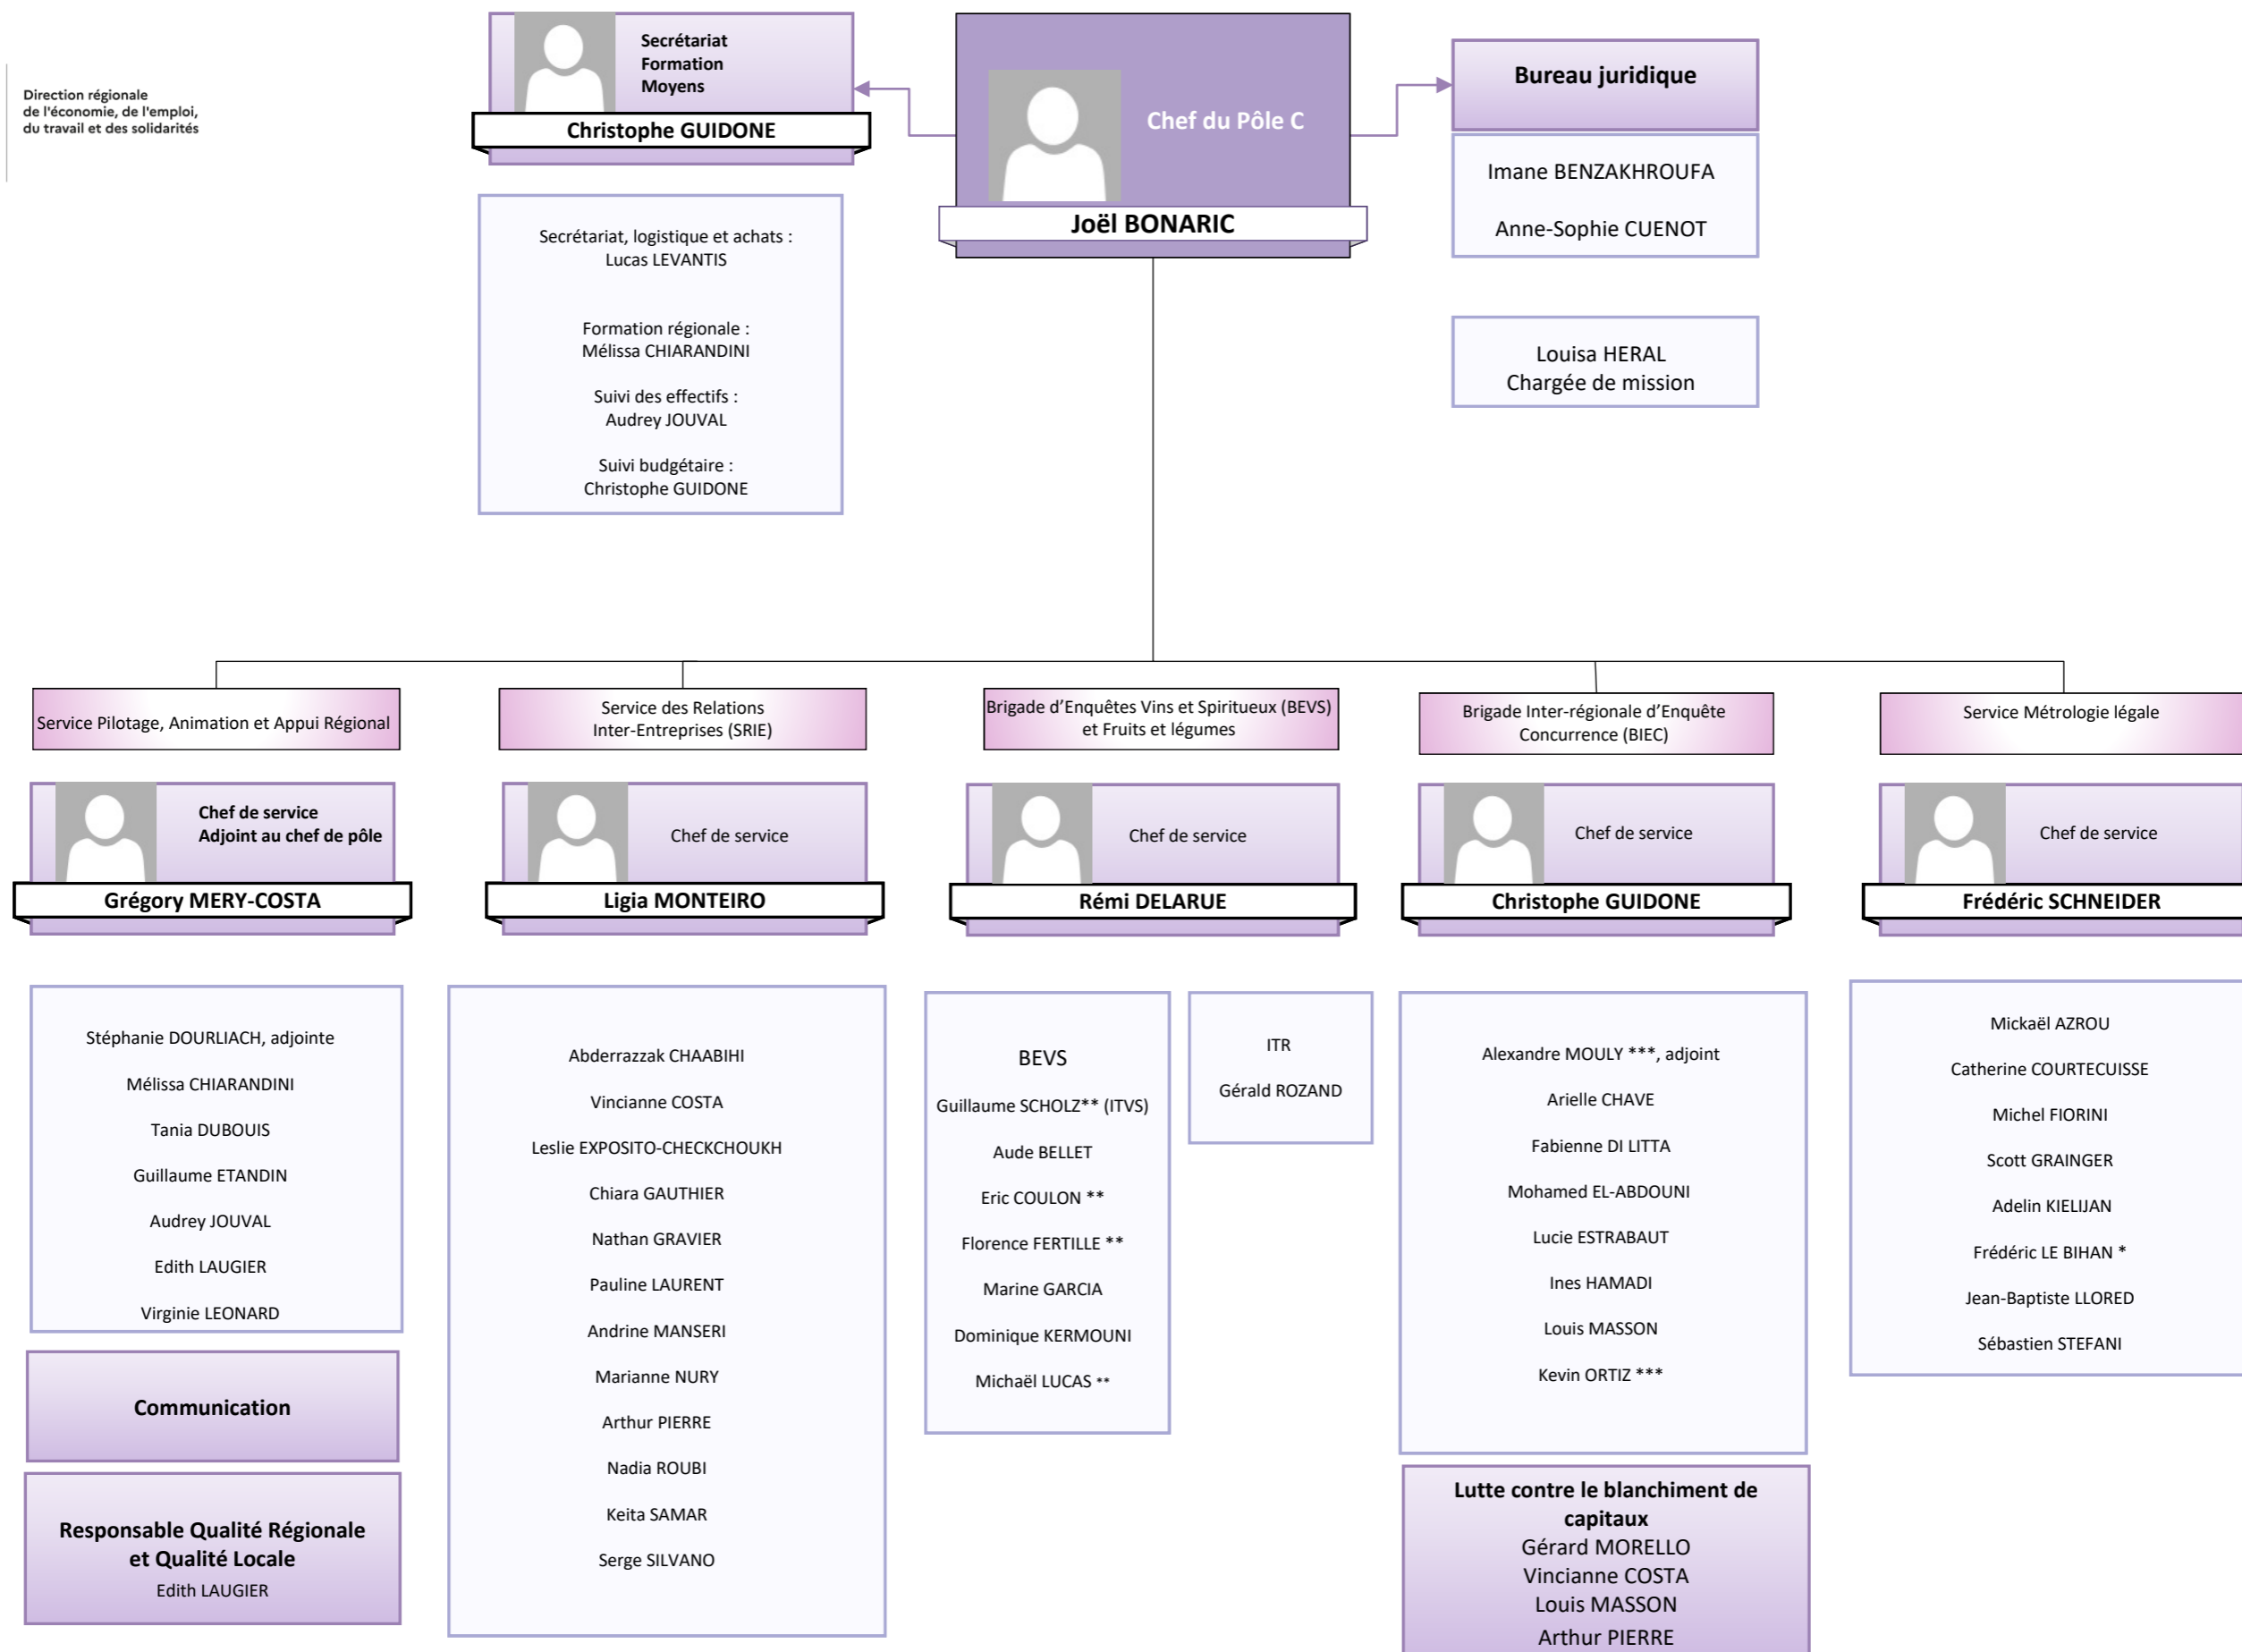 Direction régionale
de l'économie, de l'emploi,
du travail et des solidarités
Secrétariat
Formation
Moyens
Christophe GUIDONE
Chef du Pôle C
Joël BONARIC
Bureau juridique
Imane BENZAKHROUFA
Anne-Sophie CUENOT
Louisa HERAL
Chargée de mission
Secrétariat, logistique et achats :
Lucas LEVANTIS
Formation régionale :
Mélissa CHIARANDINI
Suivi des effectifs :
Audrey JOUVAL
Suivi budgétaire :
Christophe GUIDONE
Service Pilotage, Animation et Appui Régional
Chef de service
Adjoint au chef de pôle
Grégory MERY-COSTA
Stéphanie DOURLIACH, adjointe
Mélissa CHIARANDINI
Tania DUBOUIS
Guillaume ETANDIN
Audrey JOUVAL
Edith LAUGIER
Virginie LEONARD
Communication
Responsable Qualité Régionale
et Qualité Locale
Edith LAUGIER
Service des Relations
Inter-Entreprises (SRIE)
Chef de service
Ligia MONTEIRO
Abderrazzak CHAABIHI
Vincianne COSTA
Leslie EXPOSITO-CHECKCHOUKH
Chiara GAUTHIER
Nathan GRAVIER
Pauline LAURENT
Andrine MANSERI
Marianne NURY
Arthur PIERRE
Nadia ROUBI
Keita SAMAR
Serge SILVANO
Brigade d’Enquêtes Vins et Spiritueux (BEVS)
et Fruits et légumes
Chef de service
Rémi DELARUE
BEVS
Guillaume SCHOLZ** (ITVS)
Aude BELLET
Eric COULON **
Florence FERTILLE **
Marine GARCIA
Dominique KERMOUNI
Michaël LUCAS **
ITR
Gérald ROZAND
Brigade Inter-régionale d’Enquête
Concurrence (BIEC)
Chef de service
Christophe GUIDONE
Alexandre MOULY ***, adjoint
Arielle CHAVE
Fabienne DI LITTA
Mohamed EL-ABDOUNI
Lucie ESTRABAUT
Ines HAMADI
Louis MASSON
Kevin ORTIZ ***
Lutte contre le blanchiment de
capitaux
Gérard MORELLO
Vincianne COSTA
Louis MASSON
Arthur PIERRE
Service Métrologie légale
Chef de service
Frédéric SCHNEIDER
Mickaël AZROU
Catherine COURTECUISSE
Michel FIORINI
Scott GRAINGER
Adelin KIELIJAN
Frédéric LE BIHAN *
Jean-Baptiste LLORED
Sébastien STEFANI